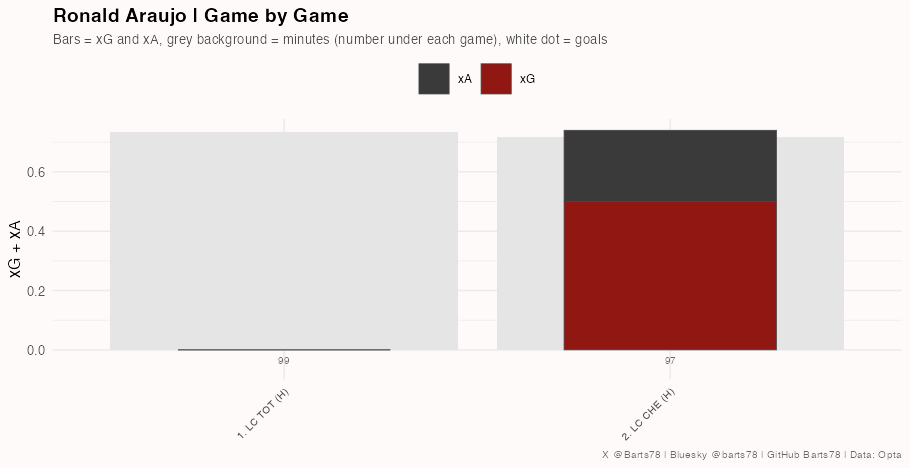 Ronald Araujo | Game by Game
Bars = xG and xA, grey background = minutes (number under each game), white dot = goals
xA xG
xG + xA
0.6
0.4
0.2
0.0
99 97
1. LC TOT (H) 2. LC CHE (H)
X @Barts78 | Bluesky @barts78 | GitHub Barts78 | Data: Opta